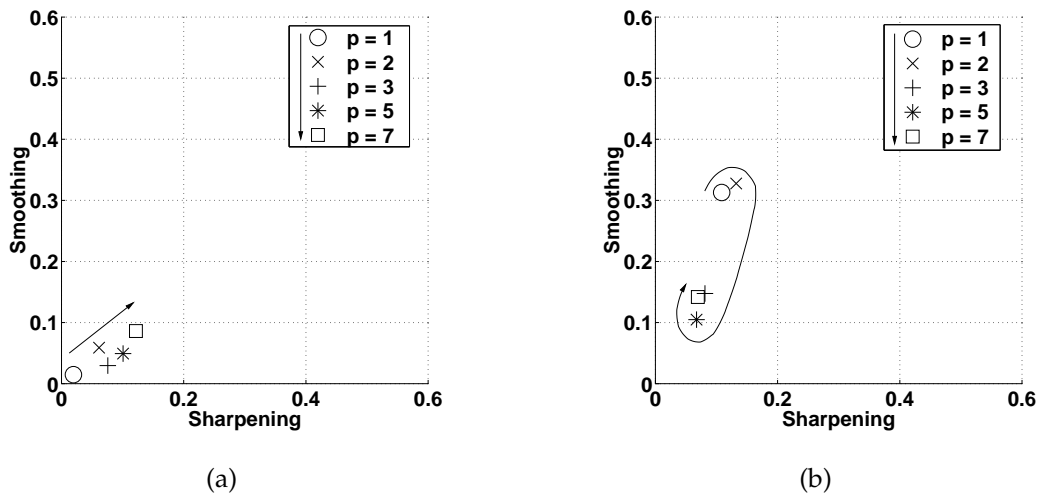 0.6
0.5
0.4
0.3
0.2
0.1
0
Smoothing
0
0.2
0.4
0.6
Sharpening
p = 1
p = 2
p = 3
p = 5
p = 7
(a)
0.6
0.5
0.4
0.3
0.2
0.1
0
Smoothing
0
0.2
0.4
0.6
Sharpening
p = 1
p = 2
p = 3
p = 5
p = 7
(b)